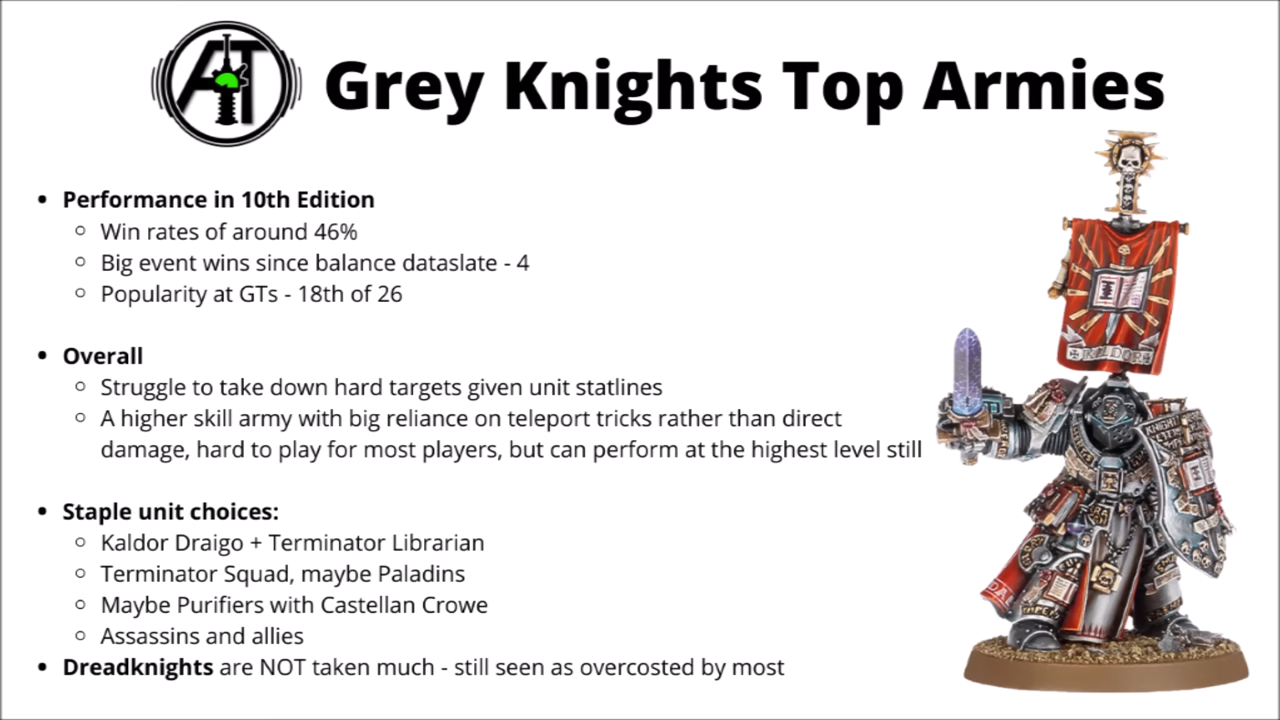 AT
Grey Knights Top Armies
• Performance in 10th Edition
○ Win rates of around 46%
○ Big event wins since balance dataslate - 4
○ Popularity at GTs - 18th of 26
• Overall
○ Struggle to take down hard targets given unit statlines
○ A higher skill army with big reliance on teleport tricks rather than direct
damage, hard to play for most players, but can perform at the highest level still
• Staple unit choices:
○ Kaldor Draigo + Terminator Librarian
○ Terminator Squad, maybe Paladins
○ Maybe Purifiers with Castellan Crowe
○ Assassins and allies
• Dreadknights are NOT taken much - still seen as overcosted by most